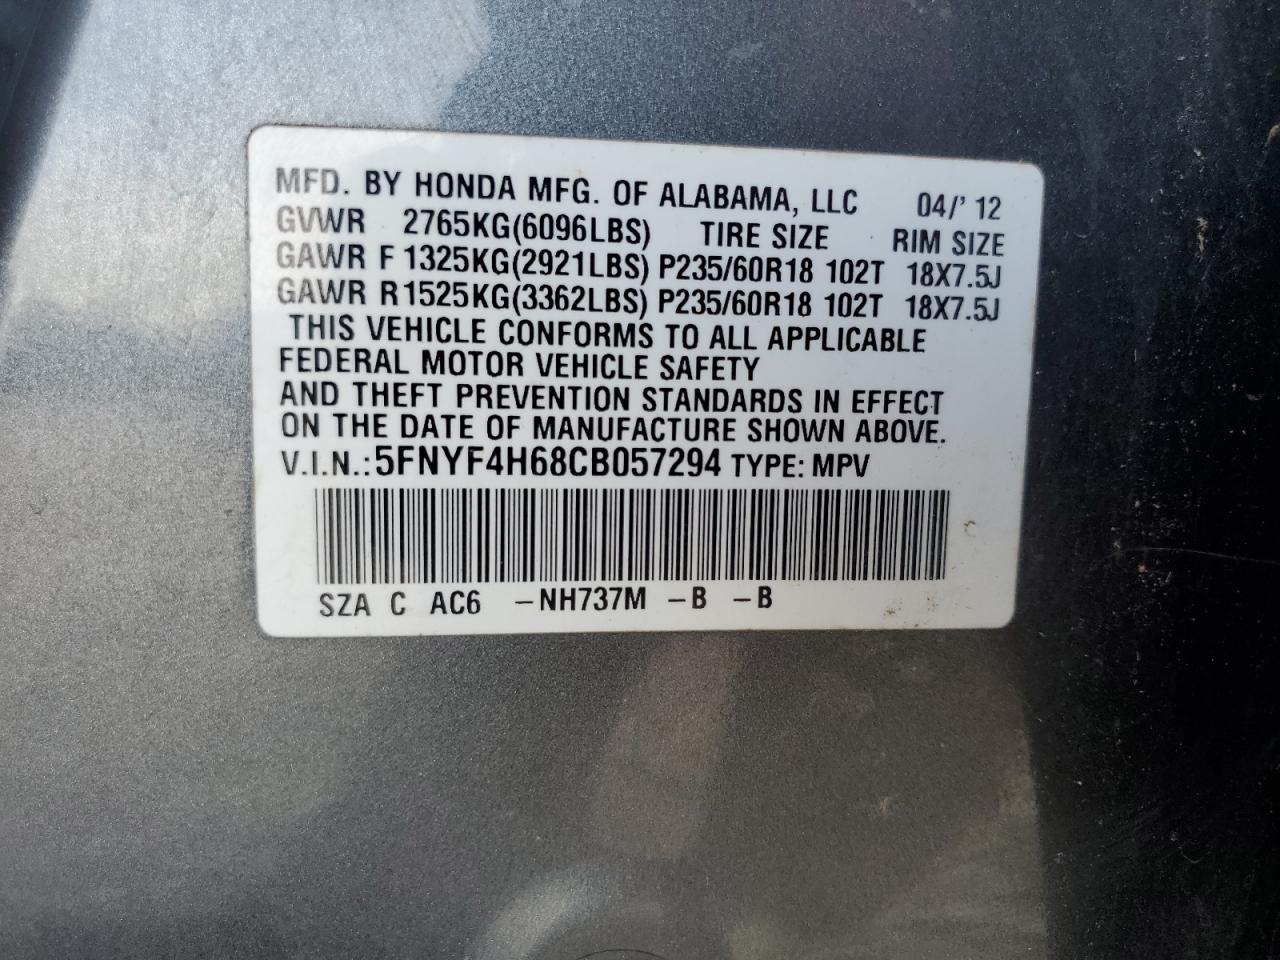 MFD. BY HONDA MFG. OF ALABAMA, LLC 04/' 12
GVWR 2765KG(6096LBS) TIRE SIZE RIM SIZE
GAWR F 1325KG(2921LBS) P235/60R18 102T 18X7.5J
GAWR R1525KG(3362LBS) P235/60R18 102T 18X7.5J
THIS VEHICLE CONFORMS TO ALL APPLICABLE
FEDERAL MOTOR VEHICLE SAFETY
AND THEFT PREVENTION STANDARDS IN EFFECT
ON THE DATE OF MANUFACTURE SHOWN ABOVE.
V.I.N.: 5FNYF4H68CB057294 TYPE: MPV
SZA C AC6 -NH737M -B -B